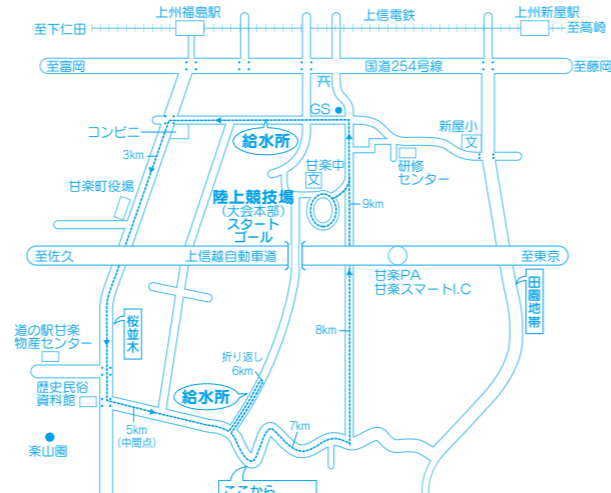 上州福島駅
上信電鉄
上州新屋駅
至下仁田
至高崎
至富岡
国道254号線
至藤岡
GS
コンビニ
給水所
新屋小
文
3km
甘楽中
文
研修
センター
甘楽町役場
陸上競技場
(大会本部)
スタート
ゴール
9km
至佐久
上信越自動車道
至東京
甘楽PA
甘楽スマートI.C
田園地帯
桜並木
道の駅甘楽
物産センター
8km
折り返し
6km
歴史民俗
資料館
給水所
5km
(中間点)
7km
楽山園
ここから